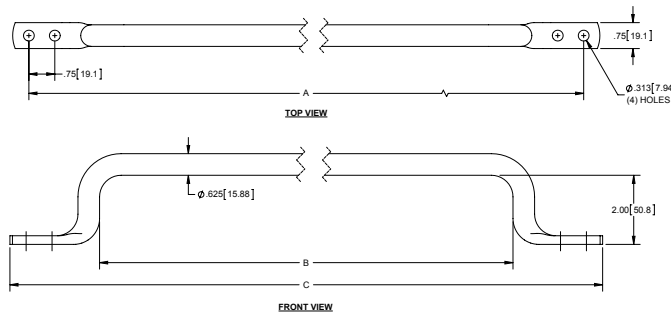 .75[19.1]
.75[19.1]
A
Ø.313[7.94
(4) HOLES
TOP VIEW
Ø.625[15.88]
2.00[50.8]
B
C
FRONT VIEW